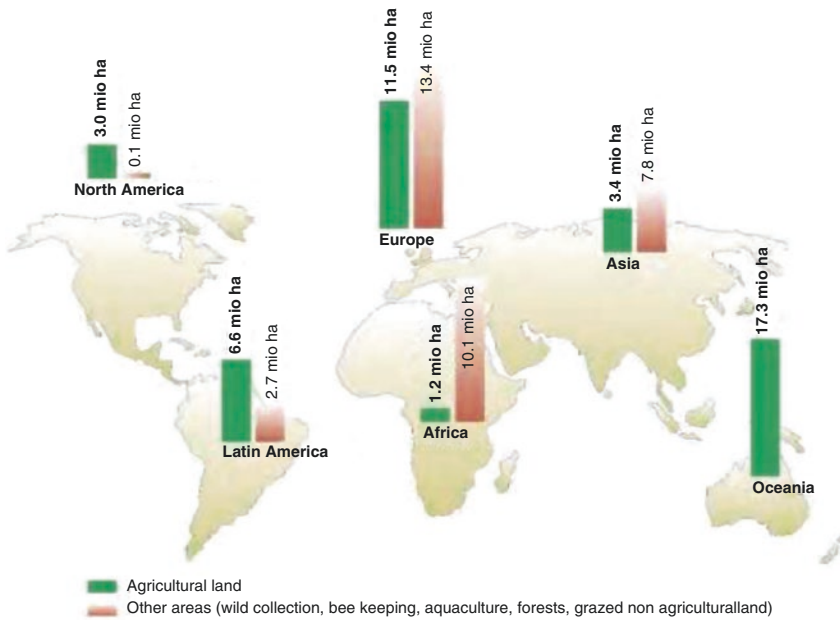 3.0 mio ha
0.1 mio ha
North America
11.5 mio ha
13.4 mio ha
Europe
3.4 mio ha
7.8 mio ha
Asia
6.6 mio ha
2.7 mio ha
Latin America
1.2 mio ha
10.1 mio ha
Africa
17.3 mio ha
Oceania
Agricultural land
Other areas (wild collection, bee keeping, aquaculture, forests, grazed non agriculturalland)